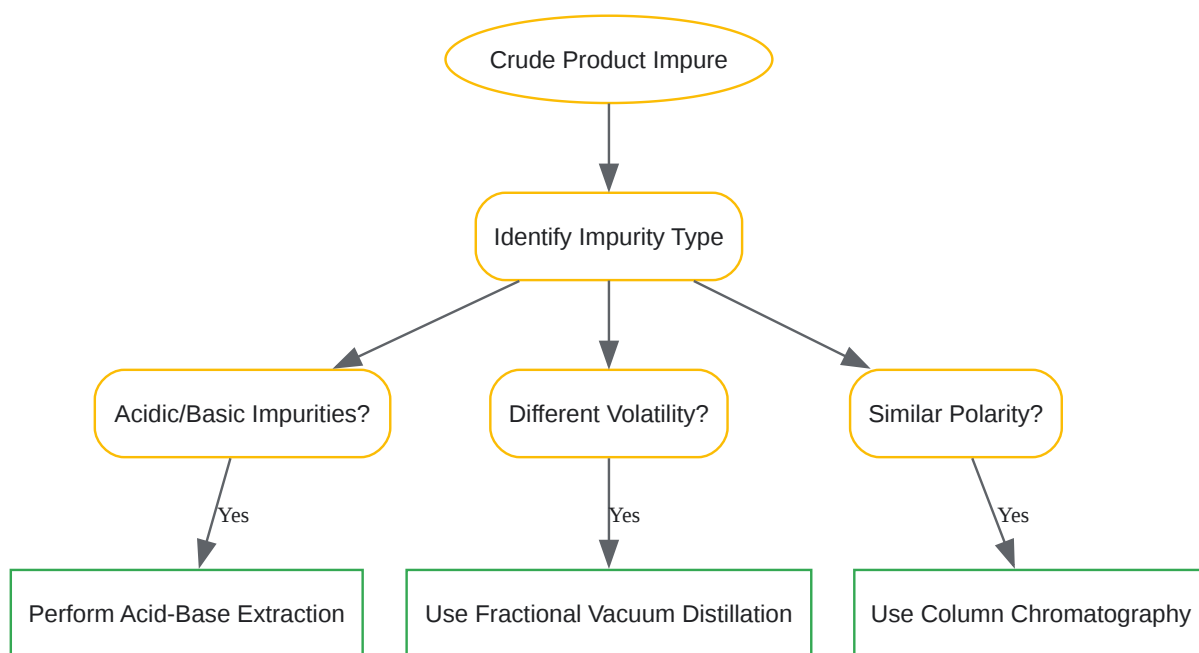 Crude Product Impure
Identify Impurity Type
Acidic/Basic Impurities?
Different Volatility?
Similar Polarity?
Yes
Yes
Yes
Perform Acid-Base Extraction
Use Fractional Vacuum Distillation
Use Column Chromatography